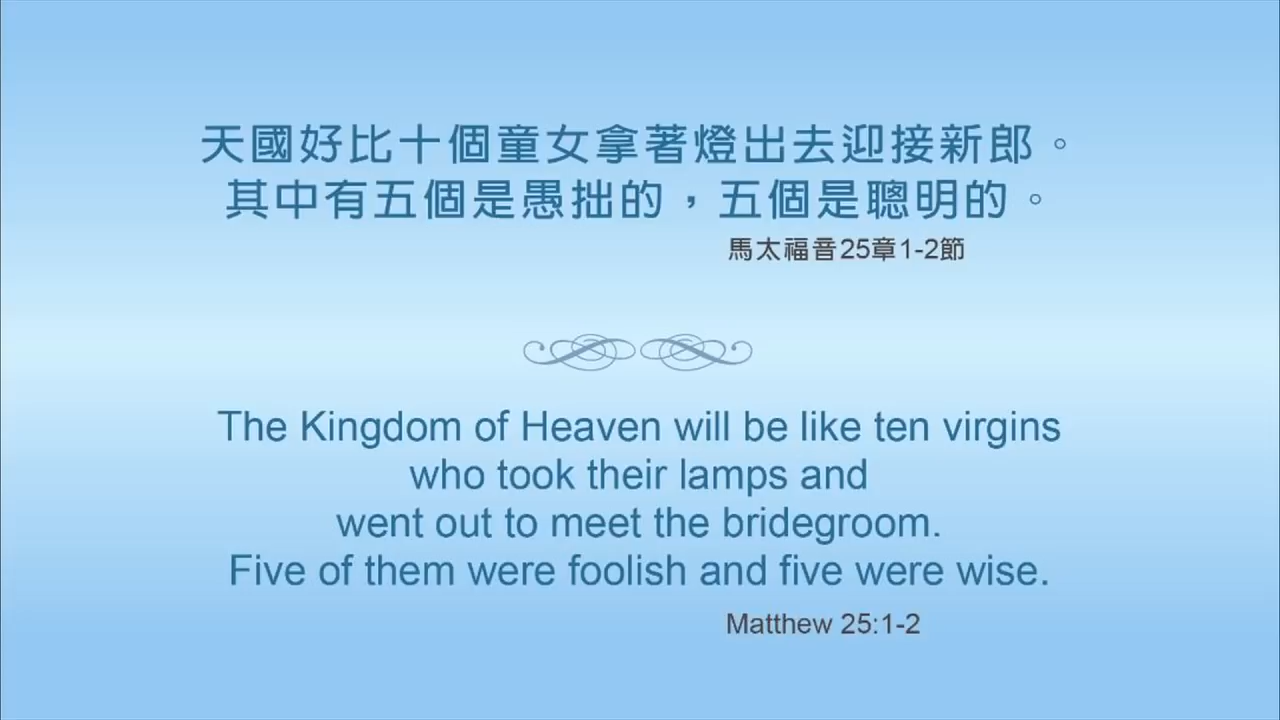 天國好比十個童女拿著燈出去迎接新郎。
其中有五個是愚拙的，五個是聰明的。
馬太福音25章1-2節
The Kingdom of Heaven will be like ten virgins
who took their lamps and
went out to meet the bridegroom.
Five of them were foolish and five were wise.
Matthew 25:1-2